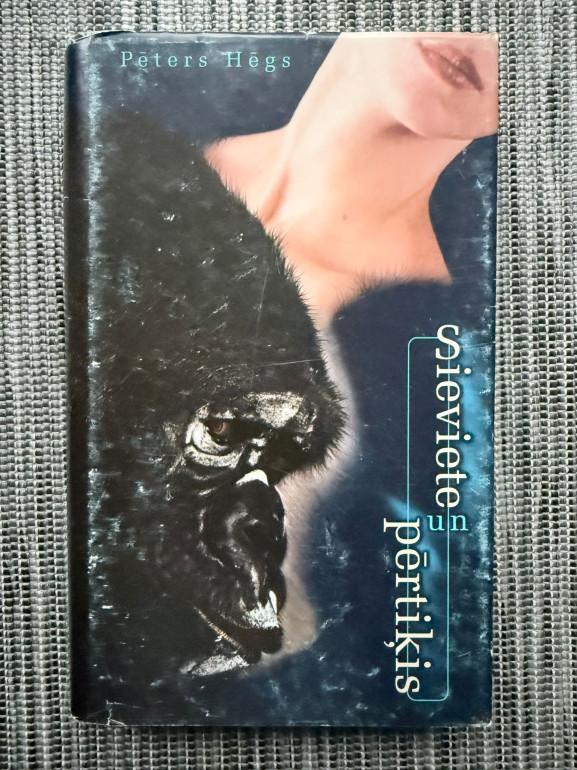 Pēters Hēgs
Sieviete
un
pērtiķis